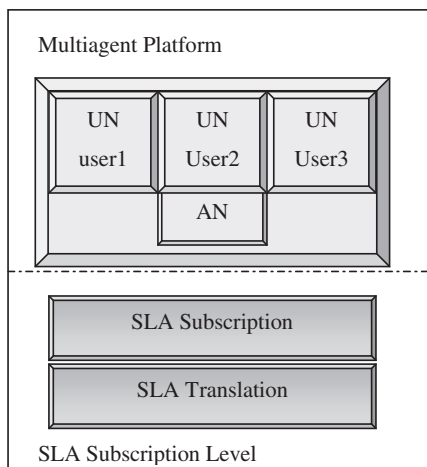 Multiagent Platform
UN UN UN
user1 User2 User3
AN
SLA Subscription
SLA Translation
SLA Subscription Level